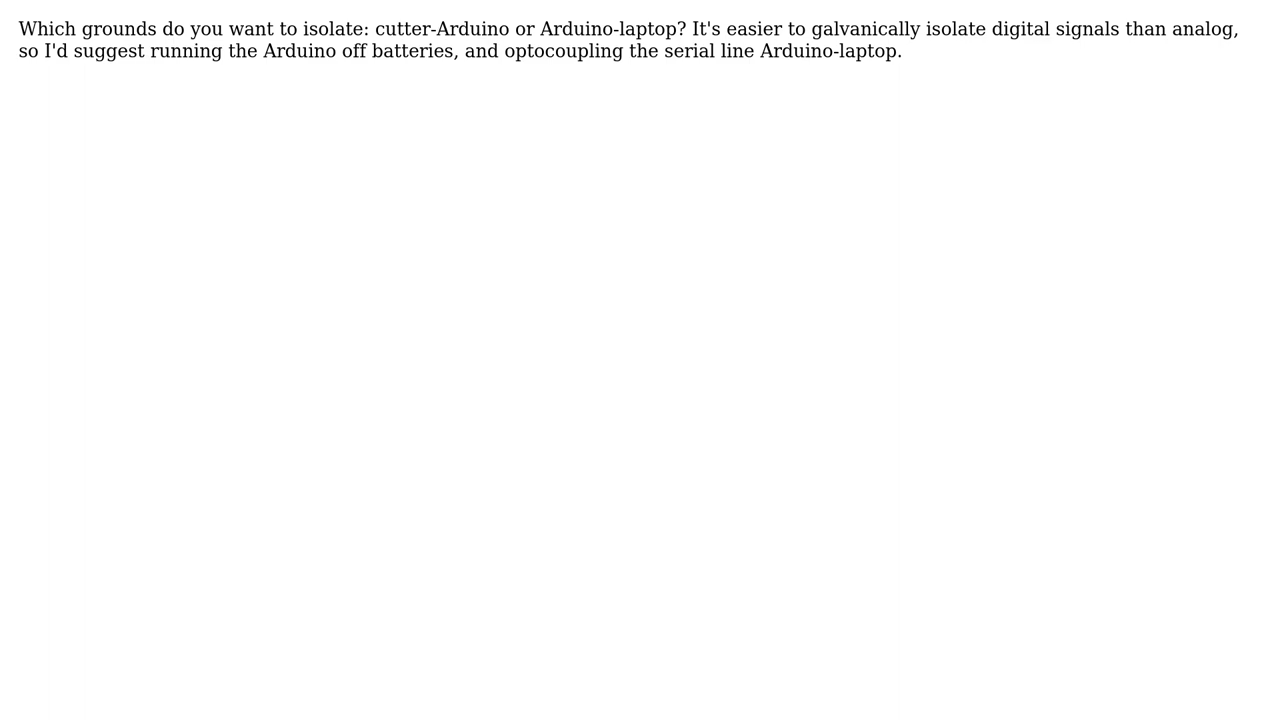 Which grounds do you want to isolate: cutter-Arduino or Arduino-laptop? It's easier to galvanically isolate digital signals than analog,
so I'd suggest running the Arduino off batteries, and optocoupling the serial line Arduino-laptop.